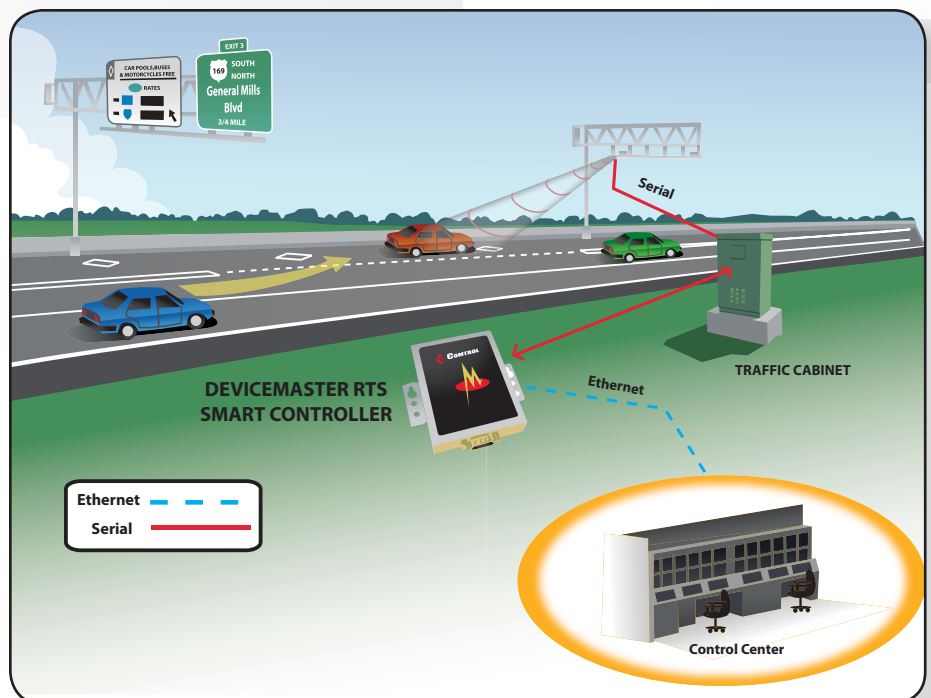 EXIT 3
CAR POOLS,BUSES
& MOTORCYCLES FREE
RATES
169
SOUTH
NORTH
General Mills
Blvd
3/4 MILE
Serial
TRAFFIC CABINET
COMTROL
DEVICEMASTER RTS
SMART CONTROLLER
Ethernet
Ethernet
Serial
Control Center